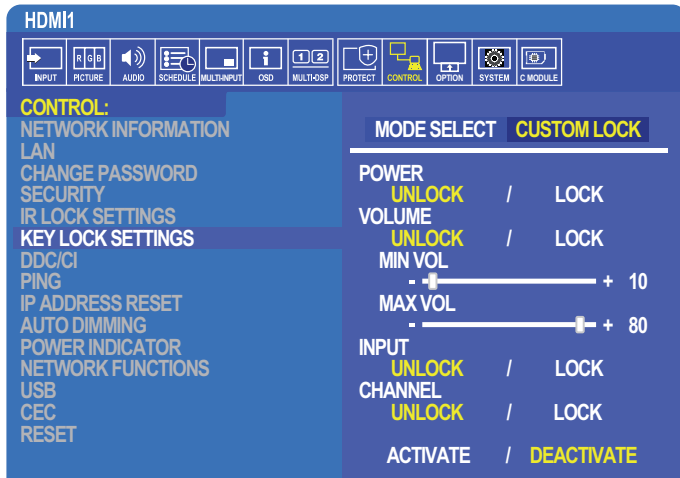 HDMI1
R G B
1 2
INPUT PICTURE AUDIO SCHEDULE MULTI-INPUT OSD MULTI-DSP PROTECT CONTROL OPTION SYSTEM C MODULE
CONTROL:
NETWORK INFORMATION
LAN
CHANGE PASSWORD
SECURITY
IR LOCK SETTINGS
KEY LOCK SETTINGS
DDC/CI
PING
IP ADDRESS RESET
AUTO DIMMING
POWER INDICATOR
NETWORK FUNCTIONS
USB
CEC
RESET
MODE SELECT CUSTOM LOCK
POWER
UNLOCK / LOCK
VOLUME
UNLOCK / LOCK
MIN VOL
- + 10
MAX VOL
- + 80
INPUT
UNLOCK / LOCK
CHANNEL
UNLOCK / LOCK
ACTIVATE / DEACTIVATE